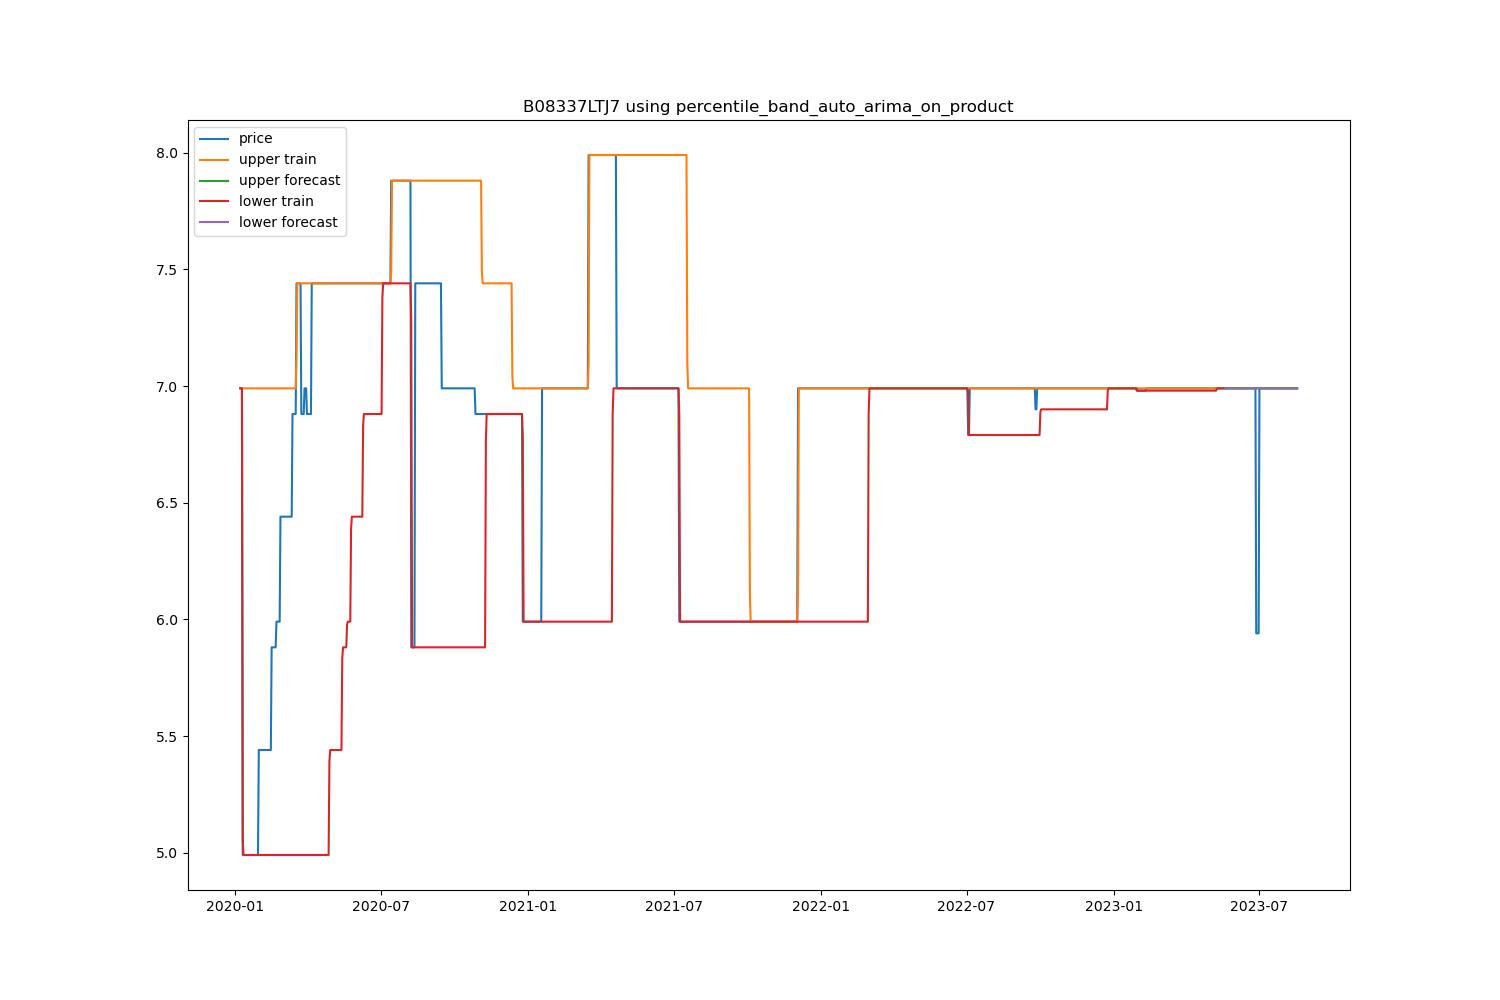 B08337LTJ7 using percentile_band_auto_arima_on_product
price
upper train
upper forecast
lower train
lower forecast
8.0
7.5
7.0
6.5
6.0
5.5
5.0
2020-01 2020-07 2021-01 2021-07 2022-01 2022-07 2023-01 2023-07